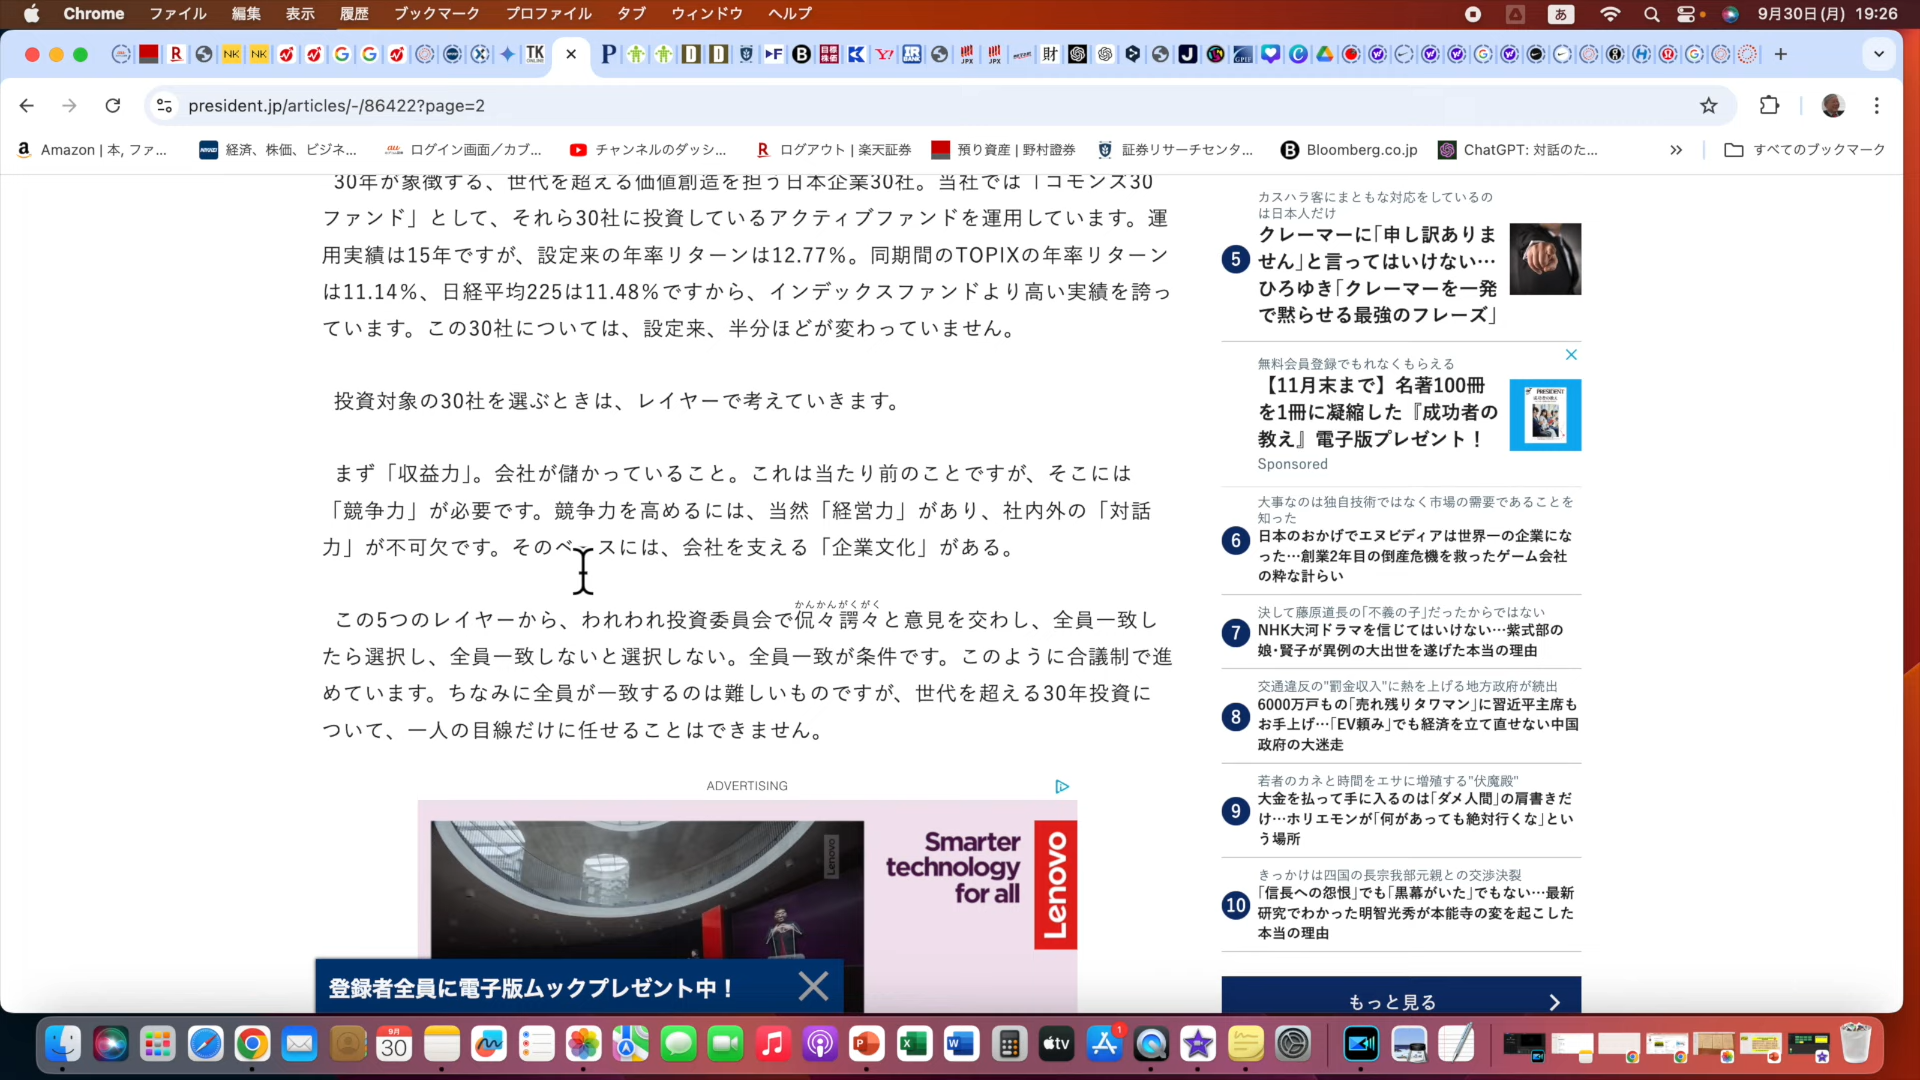 Chrome ファイル 編集 表示 履歴 ブックマーク プロファイル タブ ウィンドウ ヘルプ あ 9月30日(月) 19:26
president.jp/articles/-/86422?page=2
Amazon | 本, ファ... 経済、株価、ビジネ... ログイン画面／カブ... チャンネルのダッシ... ログアウト | 楽天証券 預り資産 | 野村證券 証券リサーチセンタ... Bloomberg.co.jp ChatGPT: 対話のた... すべてのブックマーク
30年が象徴する、世代を超える価値創造を担う日本企業30社。当社では「コモンズ30
ファンド」として、それら30社に投資しているアクティブファンドを運用しています。運
用実績は15年ですが、設定来の年率リターンは12.77%。同期間のTOPIXの年率リターン
は11.14%、日経平均225は11.48%ですから、インデックスファンドより高い実績を誇っ
ています。この30社については、設定来、半分ほどが変わっていません。
投資対象の30社を選ぶときは、レイヤーで考えていきます。
まず「収益力」。会社が儲かっていること。これは当たり前のことですが、そこには
「競争力」が必要です。競争力を高めるには、当然「経営力」があり、社内外の「対話
力」が不可欠です。そのベースには、会社を支える「企業文化」がある。
かんかんがくがく
この5つのレイヤーから、われわれ投資委員会で侃々諤々と意見を交わし、全員一致し
たら選択し、全員一致しないと選択しない。全員一致が条件です。このように合議制で進
めています。ちなみに全員が一致するのは難しいものですが、世代を超える30年投資に
ついて、一人の目線だけに任せることはできません。
ADVERTISING
Smarter
technology
for all
Lenovo
登録者全員に電子版ムックプレゼント中！
カスハラ客にまともな対応をしているの
は日本人だけ
5
クレーマーに「申し訳ありま
せん」と言ってはいけない…
ひろゆき「クレーマーを一発
で黙らせる最強のフレーズ」
無料会員登録でもれなくもらえる
【11月末まで】名著100冊
を1冊に凝縮した『成功者の
教え』電子版プレゼント！
Sponsored
大事なのは独自技術ではなく市場の需要であることを
知った
6
日本のおかげでエヌビディアは世界一の企業にな
った…創業2年目の倒産危機を救ったゲーム会社
の粋な計らい
決して藤原道長の「不義の子」だったからではない
7
NHK大河ドラマを信じてはいけない…紫式部の
娘･賢子が異例の大出世を遂げた本当の理由
交通違反の"罰金収入"に熱を上げる地方政府が続出
8
6000万戸もの「売れ残りタワマン」に習近平主席も
お手上げ…「EV頼み」でも経済を立て直せない中国
政府の大迷走
若者のカネと時間をエサに増殖する"伏魔殿"
9
大金を払って手に入るのは「ダメ人間」の肩書きだ
け…ホリエモンが「何があっても絶対行くな」とい
う場所
きっかけは四国の長宗我部元親との交渉決裂
10
「信長への怨恨」でも「黒幕がいた」でもない…最新
研究でわかった明智光秀が本能寺の変を起こした
本当の理由
もっと見る
9月
30
tv
1